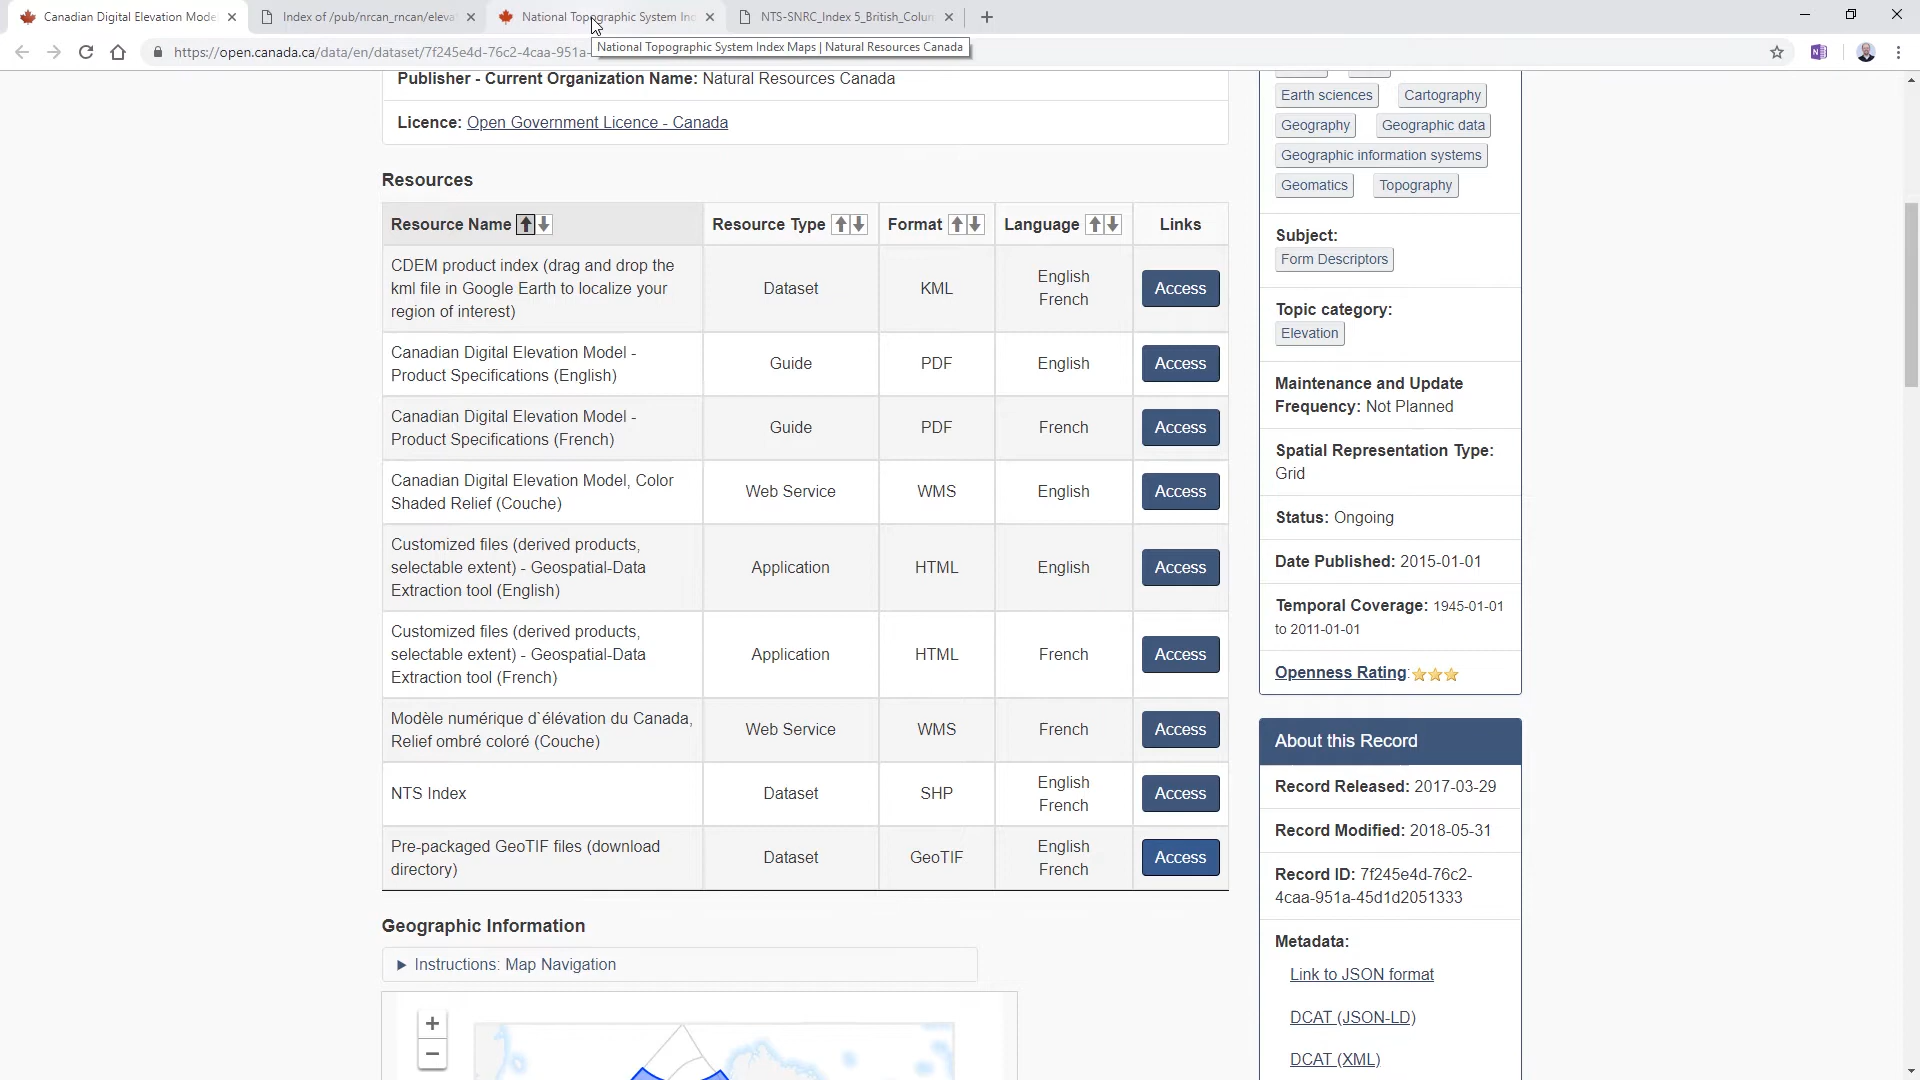 Canadian Digital Elevation Mode
Index of /pub/nrcan_rncan/eleva
National Topographic System Ind
NTS-SNRC_Index 5_British_Colun
https://open.canada.ca/data/en/dataset/7f245e4d-76c2-4caa-951a-
National Topographic System Index Maps | Natural Resources Canada
Publisher - Current Organization Name: Natural Resources Canada
Licence: Open Government Licence - Canada
Resources
Resource Name Resource Type Format Language Links
CDEM product index (drag and drop the
kml file in Google Earth to localize your
region of interest)
Dataset
KML
English
French
Access
Canadian Digital Elevation Model -
Product Specifications (English)
Guide
PDF
English
Access
Canadian Digital Elevation Model -
Product Specifications (French)
Guide
PDF
French
Access
Canadian Digital Elevation Model, Color
Shaded Relief (Couche)
Web Service
WMS
English
Access
Customized files (derived products,
selectable extent) - Geospatial-Data
Extraction tool (English)
Application
HTML
English
Access
Customized files (derived products,
selectable extent) - Geospatial-Data
Extraction tool (French)
Application
HTML
French
Access
Modèle numérique d`élévation du Canada,
Relief ombré coloré (Couche)
Web Service
WMS
French
Access
NTS Index
Dataset
SHP
English
French
Access
Pre-packaged GeoTIF files (download
directory)
Dataset
GeoTIF
English
French
Access
Geographic Information
Instructions: Map Navigation
+
−
Earth sciences Cartography
Geography Geographic data
Geographic information systems
Geomatics Topography
Subject:
Form Descriptors
Topic category:
Elevation
Maintenance and Update
Frequency: Not Planned
Spatial Representation Type:
Grid
Status: Ongoing
Date Published: 2015-01-01
Temporal Coverage: 1945-01-01
to 2011-01-01
Openness Rating:
About this Record
Record Released: 2017-03-29
Record Modified: 2018-05-31
Record ID: 7f245e4d-76c2-
4caa-951a-45d1d2051333
Metadata:
Link to JSON format
DCAT (JSON-LD)
DCAT (XML)